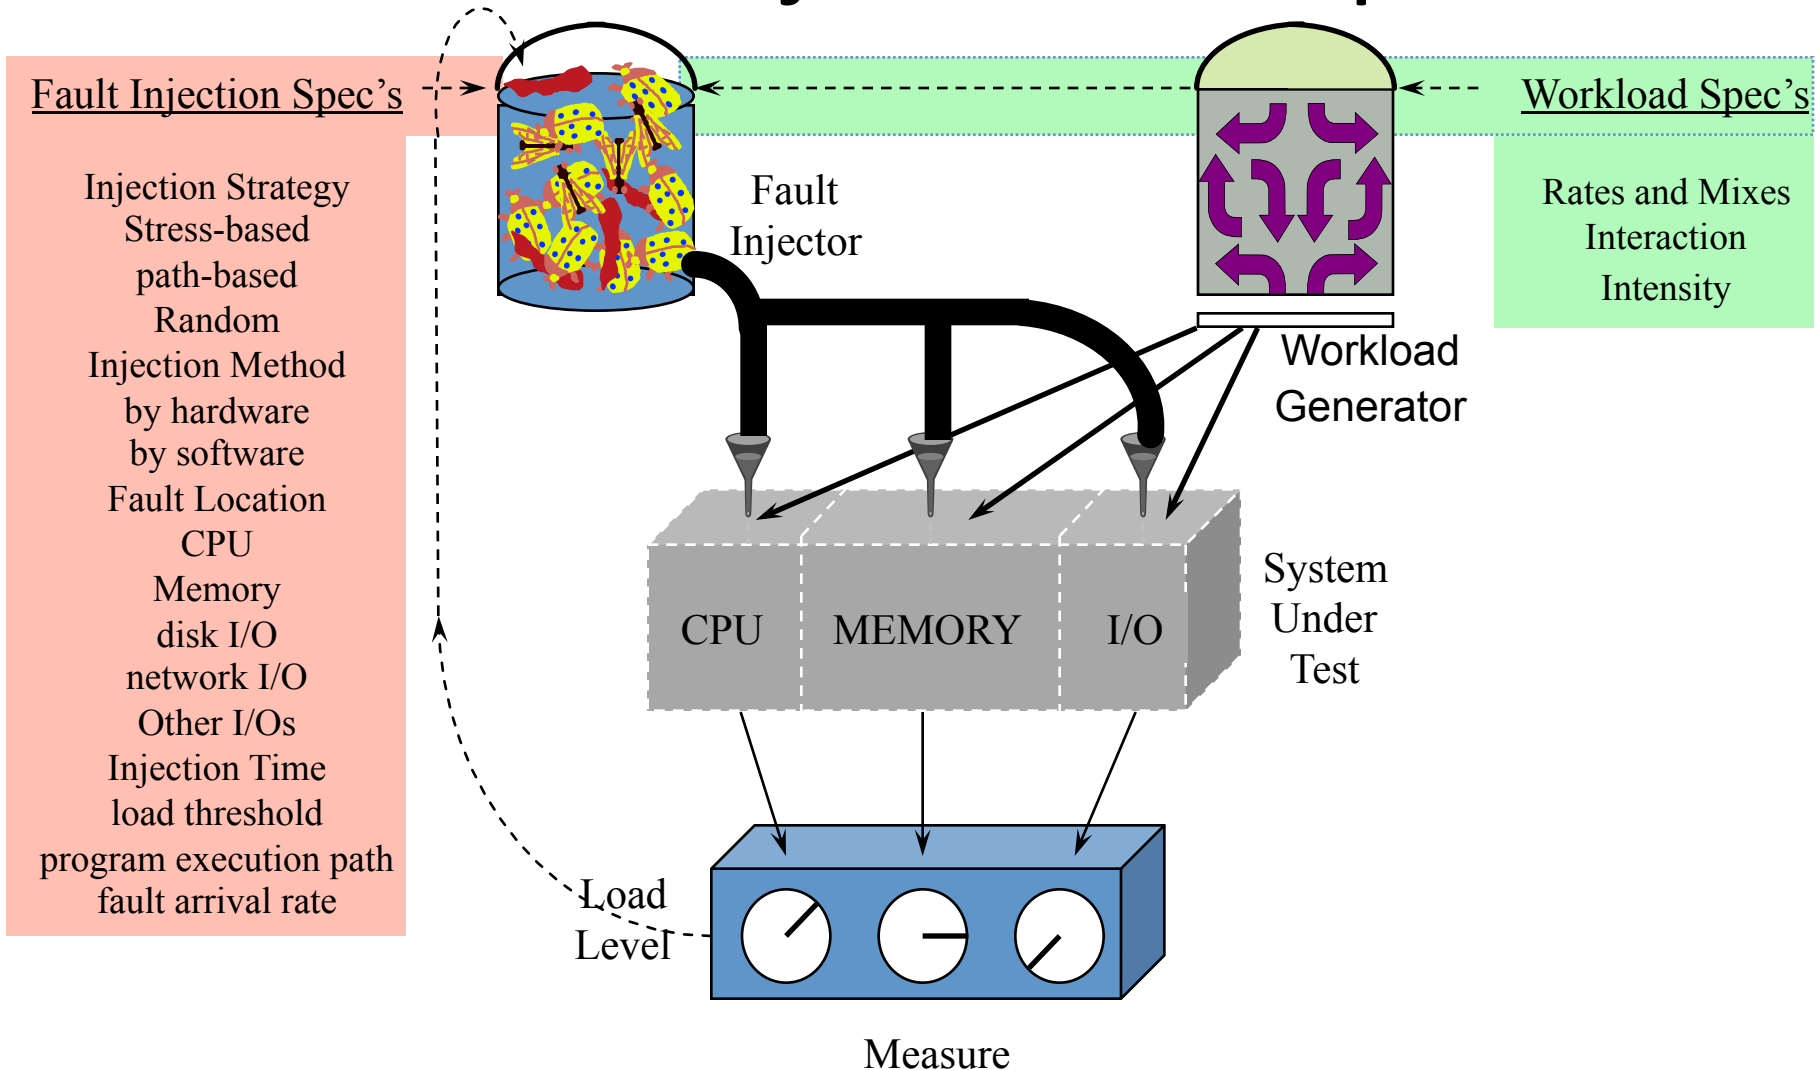 Fault Injection Spec's
Injection Strategy
Stress-based
path-based
Random
Injection Method
by hardware
by software
Fault Location
CPU
Memory
disk I/O
network I/O
Other I/Os
Injection Time
load threshold
program execution path
fault arrival rate
Fault
Injector
Workload Spec's
Rates and Mixes
Interaction
Intensity
Workload
Generator
CPU
MEMORY
I/O
System
Under
Test
Load
Level
Measure